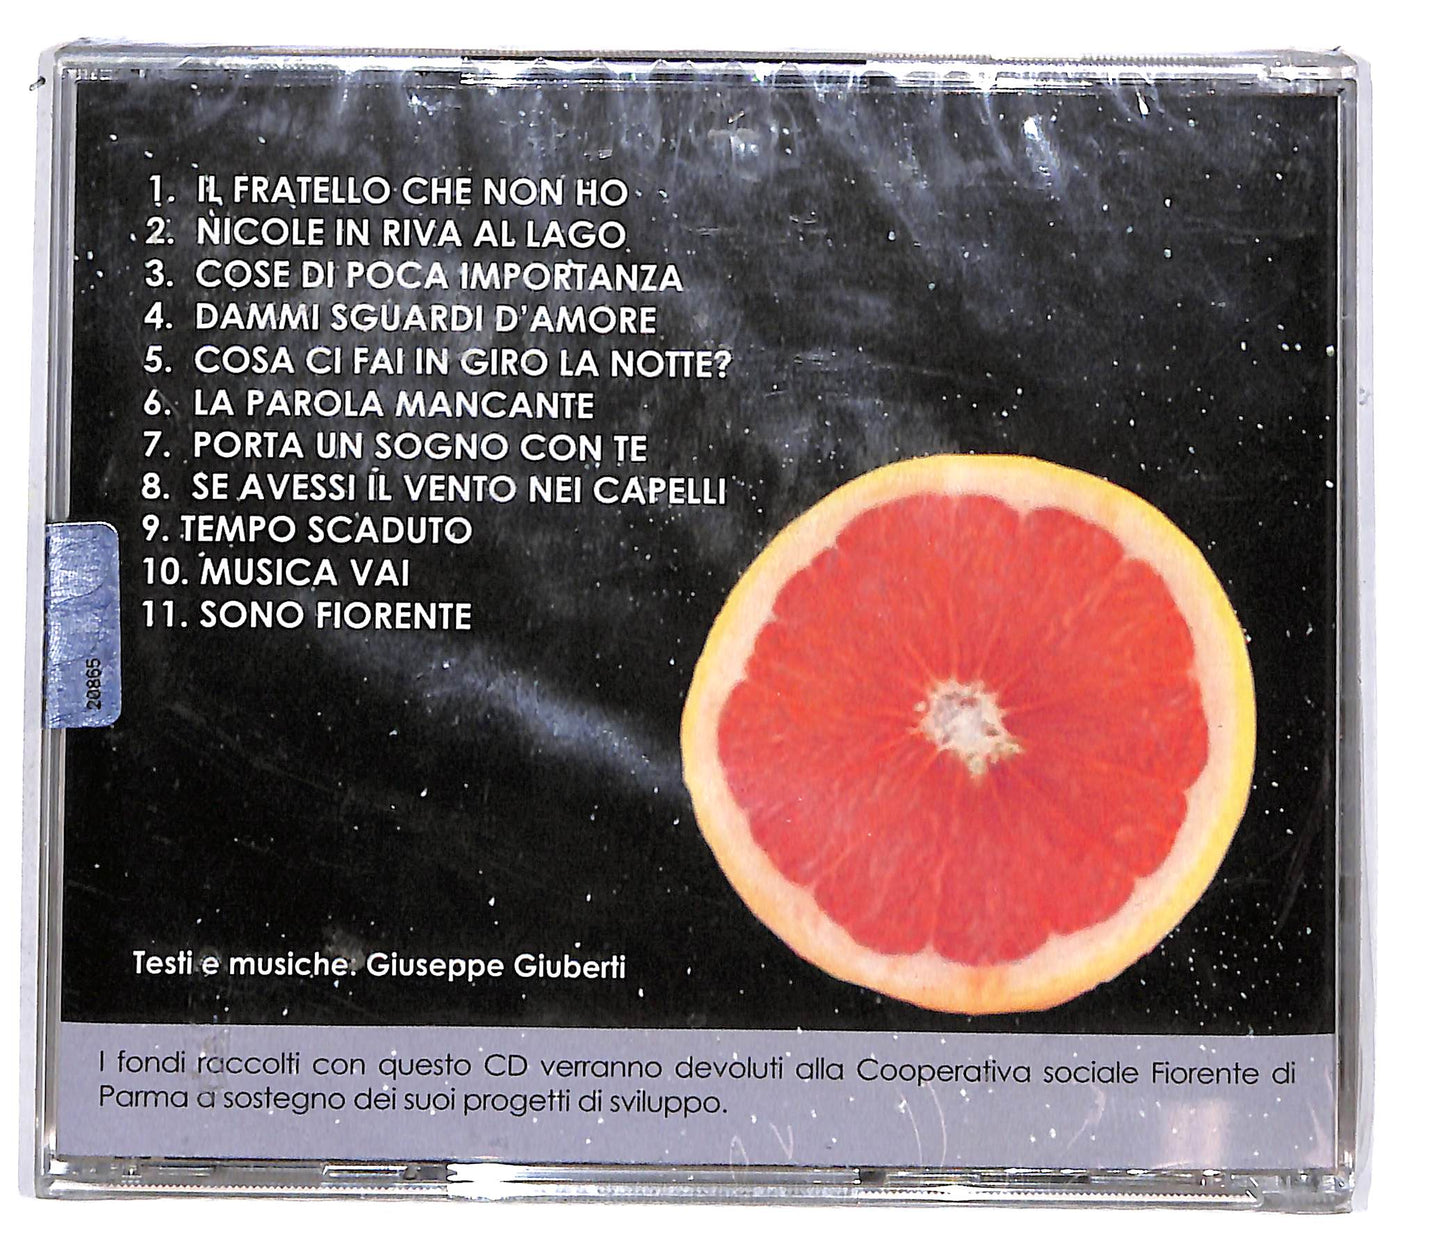 1. IL FRATELLO CHE NON HO
2. NICOLE IN RIVA AL LAGO
3. COSE DI POCA IMPORTANZA
4. DAMMI SGUARDI D'AMORE
5. COSA CI FAI IN GIRO LA NOTTE?
6. LA PAROLA MANCANTE
7. PORTA UN SOGNO CON TE
8. SE AVESSI IL VENTO NEI CAPELLI
9. TEMPO SCADUTO
10. MUSICA VAI
11. SONO FIORENTE
20865
Testi e musiche: Giuseppe Giuberti
I fondi raccolti con questo CD verranno devoluti alla Cooperativa sociale Fiorente di
Parma a sostegno dei suoi progetti di sviluppo.